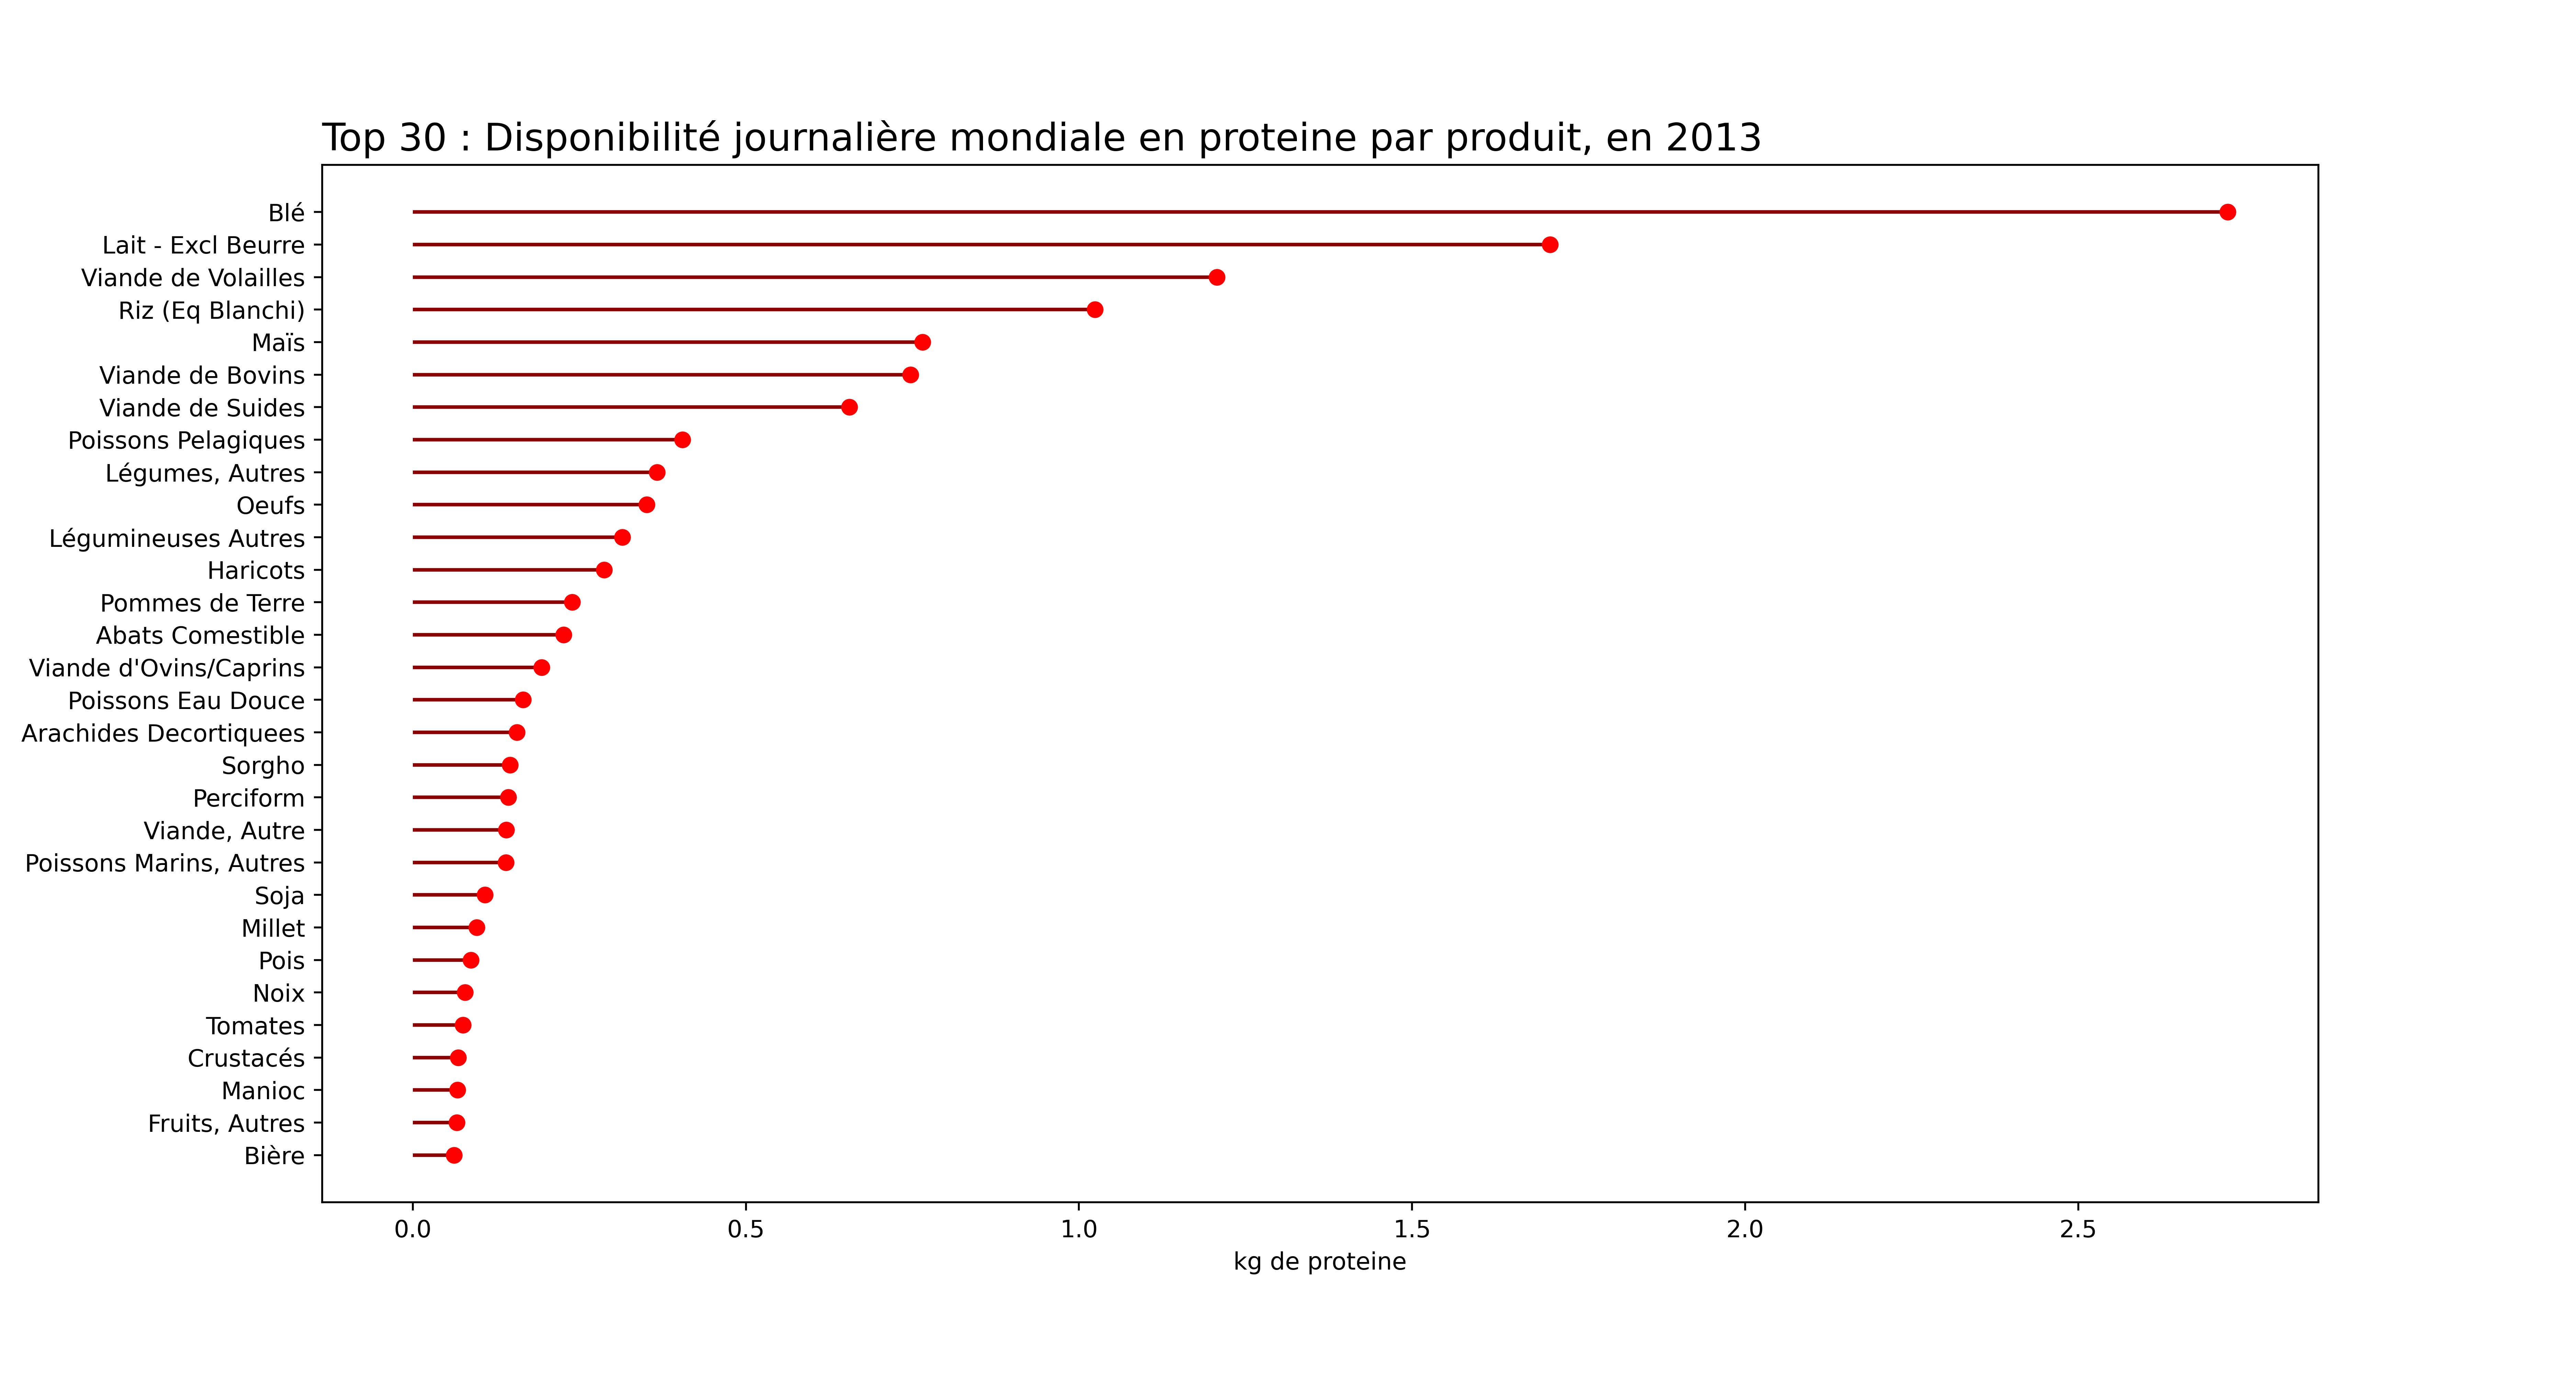 Top 30 : Disponibilité journalière mondiale en proteine par produit, en 2013
Blé
Lait - Excl Beurre
Viande de Volailles
Riz (Eq Blanchi)
Maïs
Viande de Bovins
Viande de Suides
Poissons Pelagiques
Légumes, Autres
Oeufs
Légumineuses Autres
Haricots
Pommes de Terre
Abats Comestible
Viande d'Ovins/Caprins
Poissons Eau Douce
Arachides Decortiquees
Sorgho
Perciform
Viande, Autre
Poissons Marins, Autres
Soja
Millet
Pois
Noix
Tomates
Crustacés
Manioc
Fruits, Autres
Bière
0.0 0.5 1.0 1.5 2.0 2.5
kg de proteine